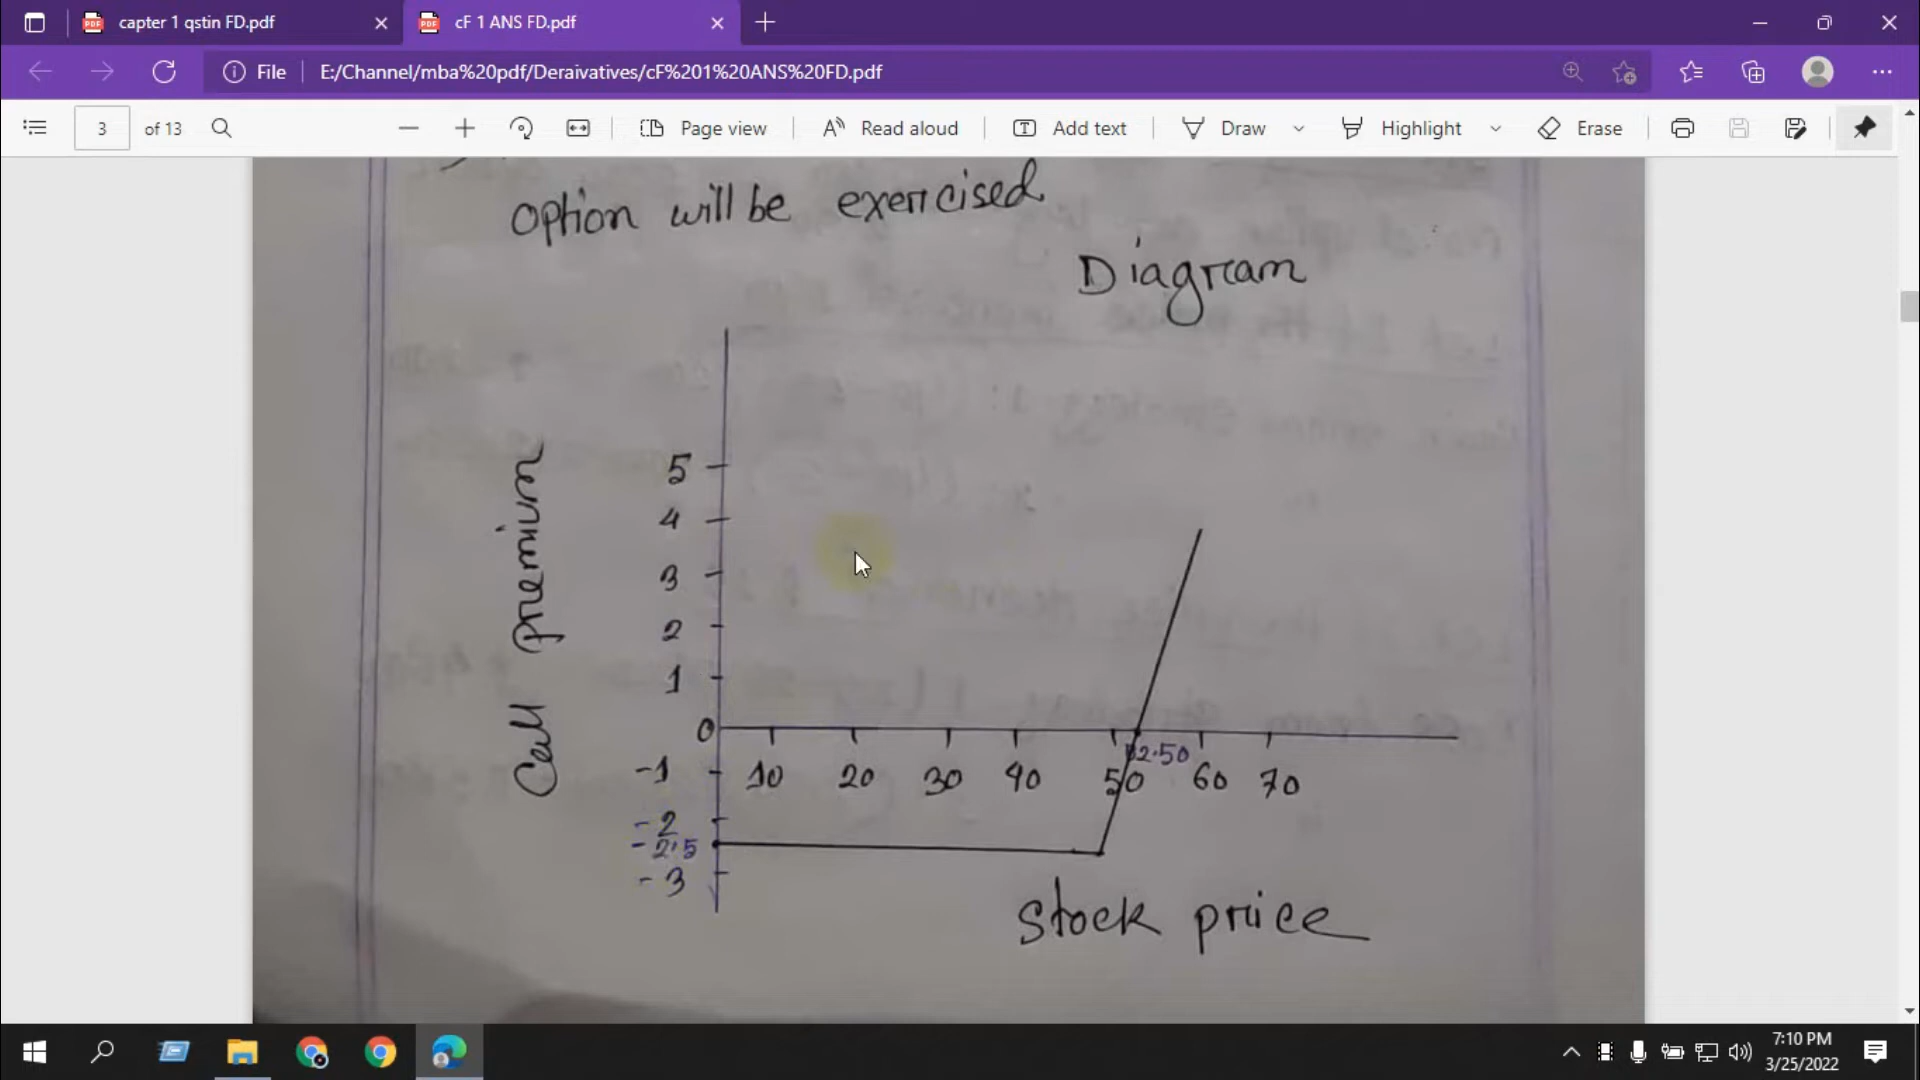 capter 1 qstin FD.pdf
cF 1 ANS FD.pdf
File
E:/Channel/mba%20pdf/Deraivatives/cF%201%20ANS%20FD.pdf
3
of 13
Page view
Read aloud
Add text
Draw
Highlight
Erase
option will be exercised
Diagram
Call premium
5
4
3
2
1
0
-1
-2
-2.5
-3
10 20 30 40 50 60 70
52.50
Stock price
7:10 PM
3/25/2022